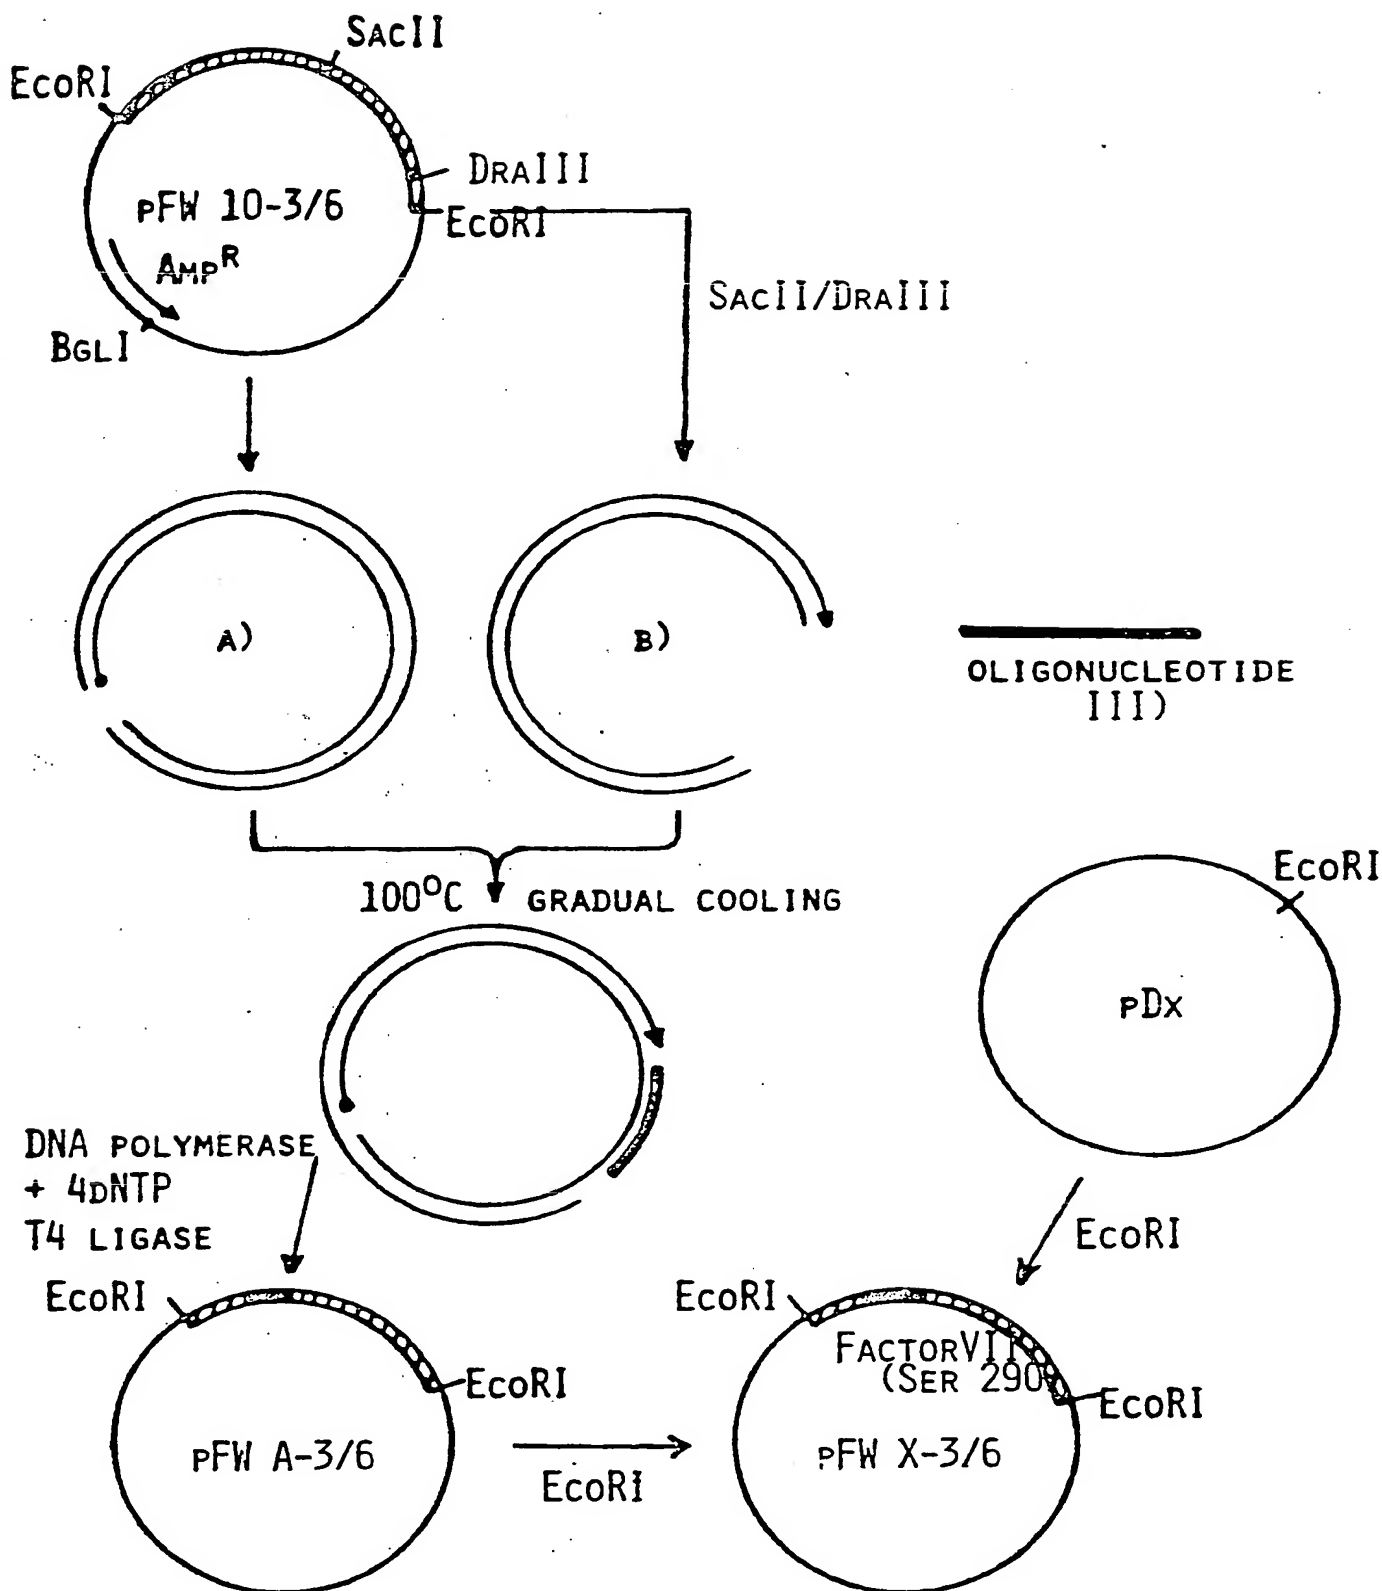 SACII
ECORI
DRAIII
PFW 10-3/6
ECORI
AMPR
SACII/DRAIII
BGLI
A)
B)
OLIGONUCLEOTIDE
III)
100OC GRADUAL COOLING
ECORI
PDX
DNA POLYMERASE
+ 4DNTP
T4 LIGASE
ECORI
ECORI
ECORI
FACTORVII
(SER 290
ECORI
ECORI
PFW A-3/6
PFW X-3/6
ECORI